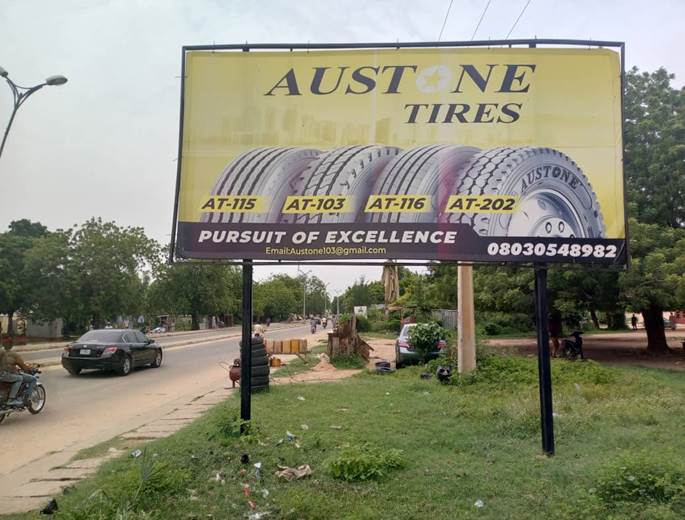 AUSTONE
TIRES
AUSTONE
AT-115 AT-103 AT-116 AT-202
PURSUIT OF EXCELLENCE
Email:Austone103@gmail.com
08030548982